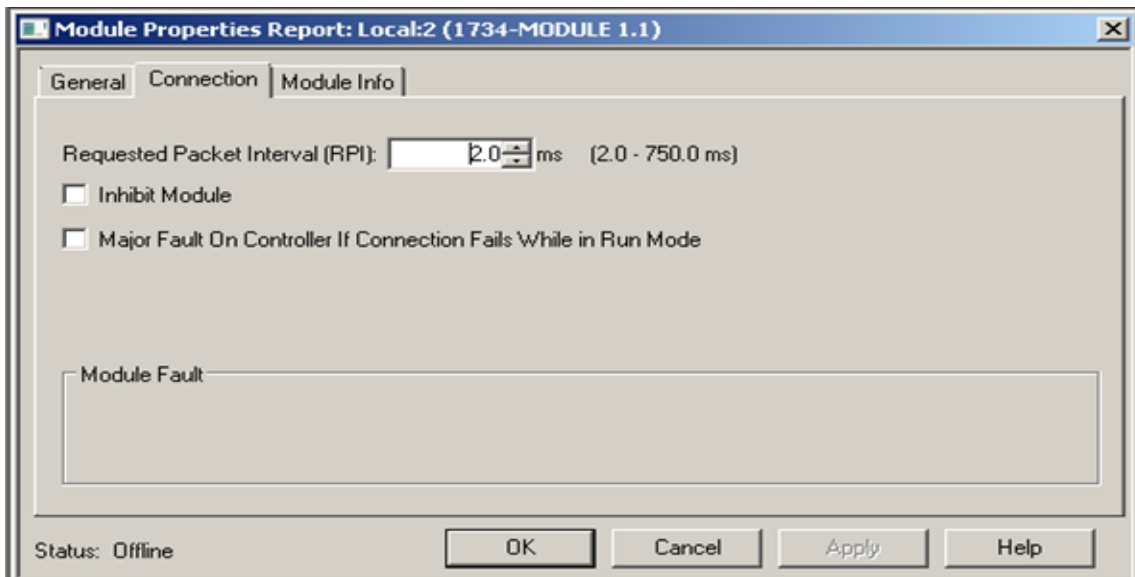 Module Properties Report: Local:2 (1734-MODULE 1.1)
General Connection Module Info
Requested Packet Interval (RPI): 2.0 ms (2.0 - 750.0 ms)
Inhibit Module
Major Fault On Controller If Connection Fails While in Run Mode
Module Fault
Status: Offline OK Cancel Apply Help